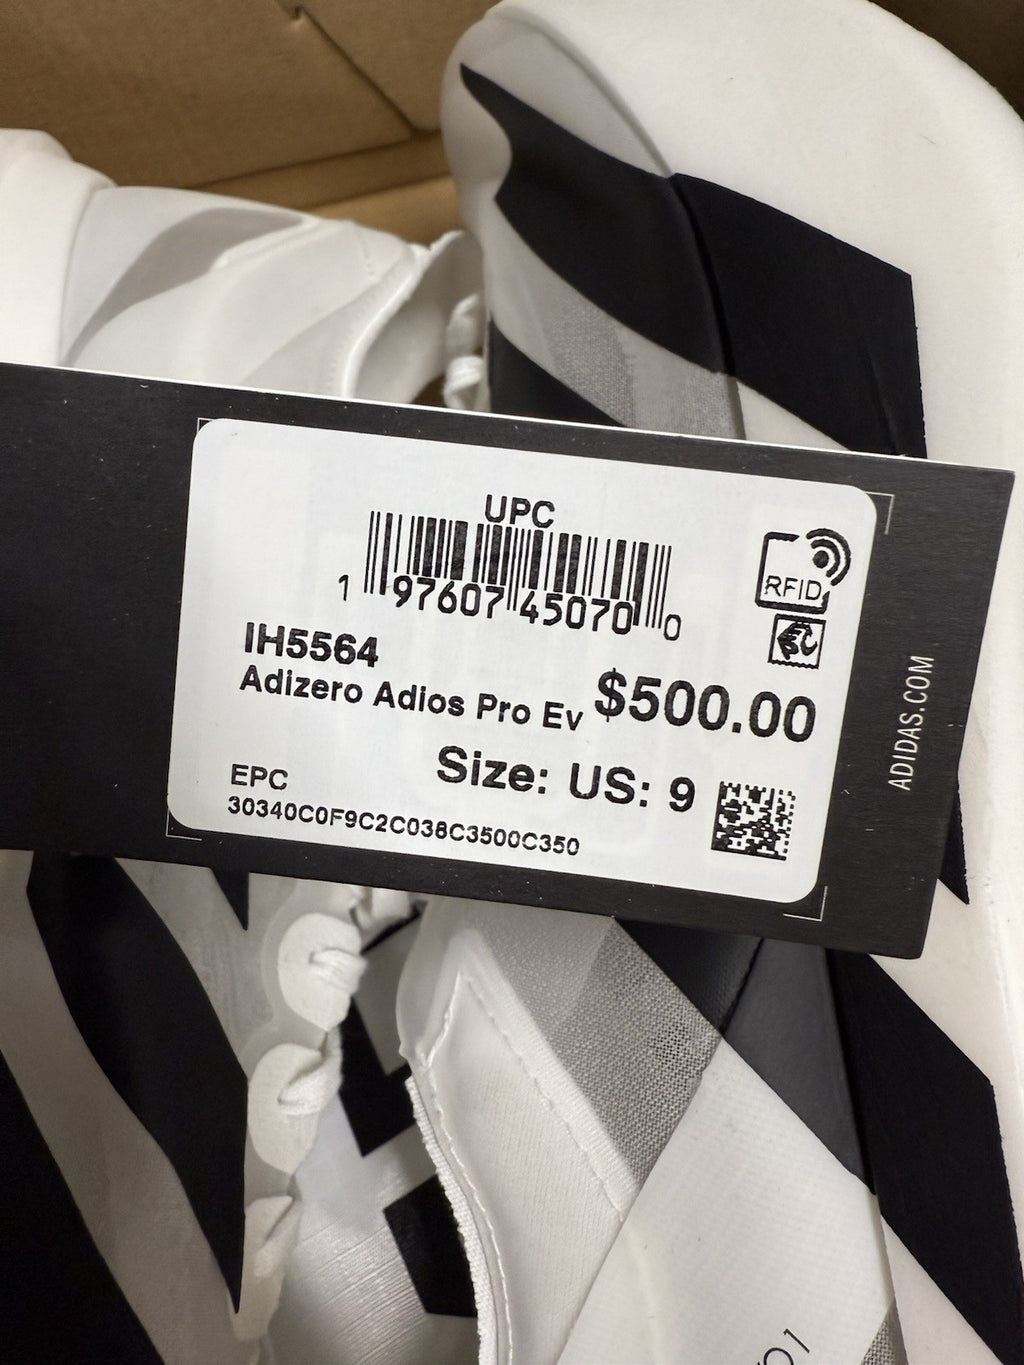 UPC
1 97607 45070 0
RFID
IH5564
Adizero Adios Pro Ev $500.00
Size: US: 9
EPC
30340C0F9C2C038C3500C350
ADIDAS.COM